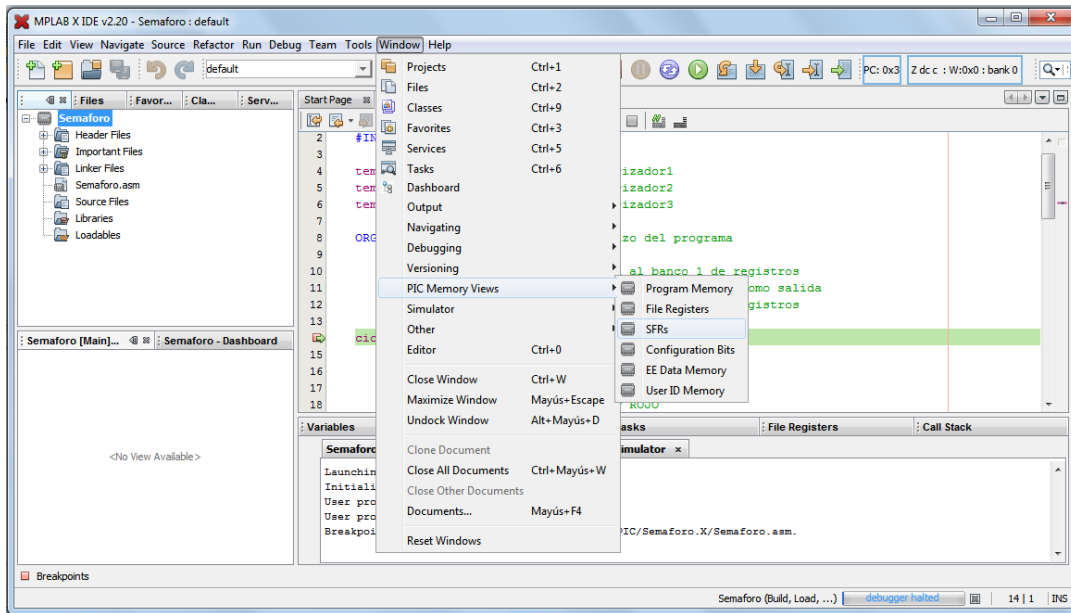 MPLAB X IDE v2.20 - Semaforo : default
File Edit View Navigate Source Refactor Run Debug Team Tools Window Help
default
PC: 0x3
Z dc c : W:0x0 : bank 0
Files Favor... Cla... Serv...
Semaforo
Header Files
Important Files
Linker Files
Semaforo.asm
Source Files
Libraries
Loadables
Semaforo [Main]... Semaforo - Dashboard
<No View Available>
Start Page
2 #IN
3
4 tem izador1
5 tem izador2
6 tem izador3
7
8 ORG zo del programa
9
10 al banco 1 de registros
11 omo salida
12 gistros
13
cic
15
16
17
18 ROJO
Projects Ctrl+1
Files Ctrl+2
Classes Ctrl+9
Favorites Ctrl+3
Services Ctrl+5
Tasks Ctrl+6
Dashboard
Output
Navigating
Debugging
Versioning
PIC Memory Views
Simulator
Other
Editor Ctrl+0
Close Window Ctrl+W
Maximize Window Mayús+Escape
Undock Window Alt+Mayús+D
Clone Document
Close All Documents Ctrl+Mayús+W
Close Other Documents
Documents... Mayús+F4
Reset Windows
Program Memory
File Registers
SFRs
Configuration Bits
EE Data Memory
User ID Memory
Variables asks File Registers Call Stack
Semaforo imulator
Launchin
Initiali
User pro
User pro
Breakpoi PIC/Semaforo.X/Semaforo.asm.
Breakpoints
Semaforo (Build, Load, ...) debugger halted 14 | 1 INS